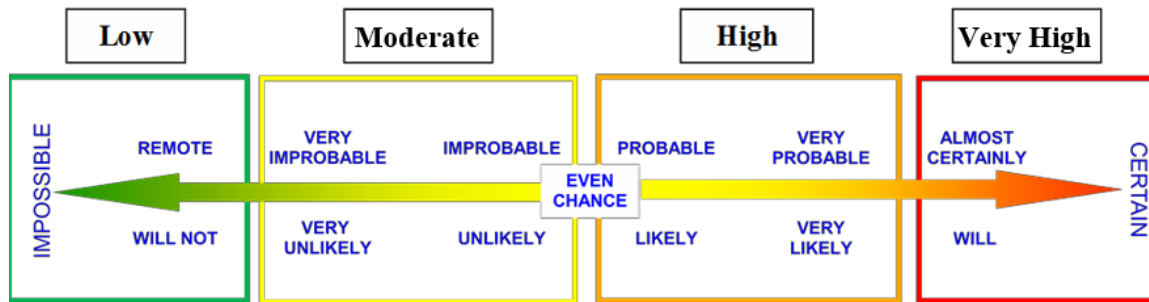 Low
Moderate
High
Very High
IMPOSSIBLE
REMOTE
VERY
IMPROBABLE
IMPROBABLE
PROBABLE
VERY
PROBABLE
ALMOST
CERTAINLY
CERTAIN
EVEN
CHANCE
WILL NOT
VERY
UNLIKELY
UNLIKELY
LIKELY
VERY
LIKELY
WILL